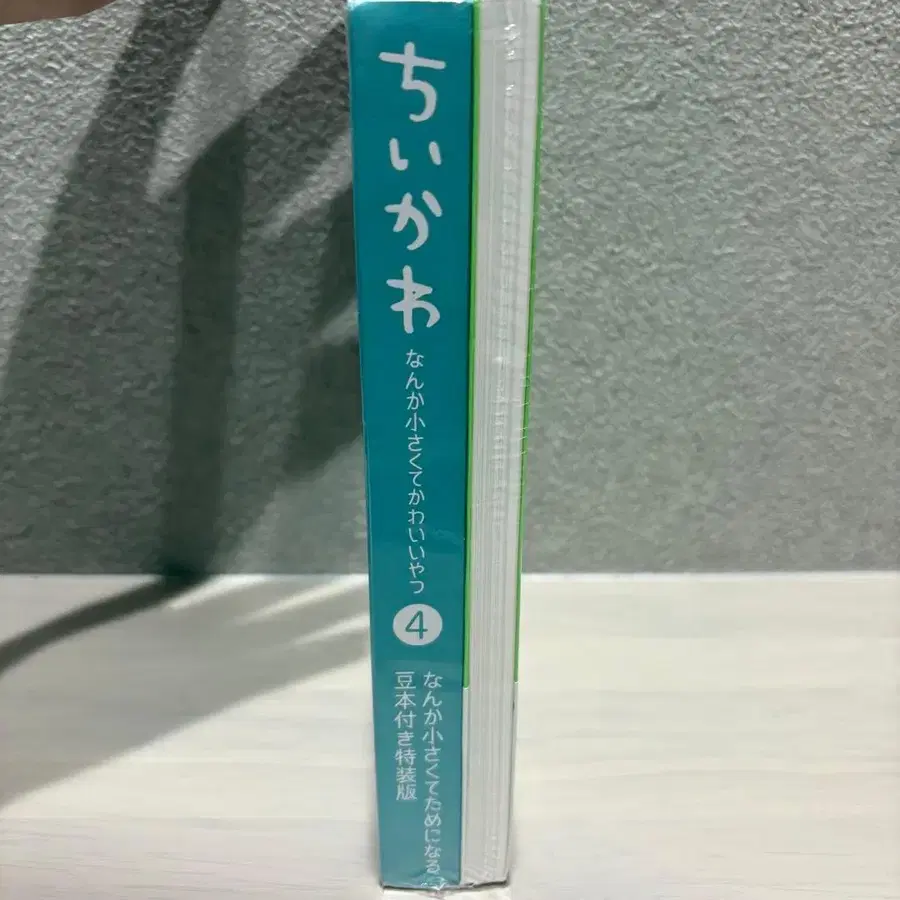 ちいかわ
なんか小さくてかわいいやつ
4
なんか小さくてためになる
豆本付き特装版